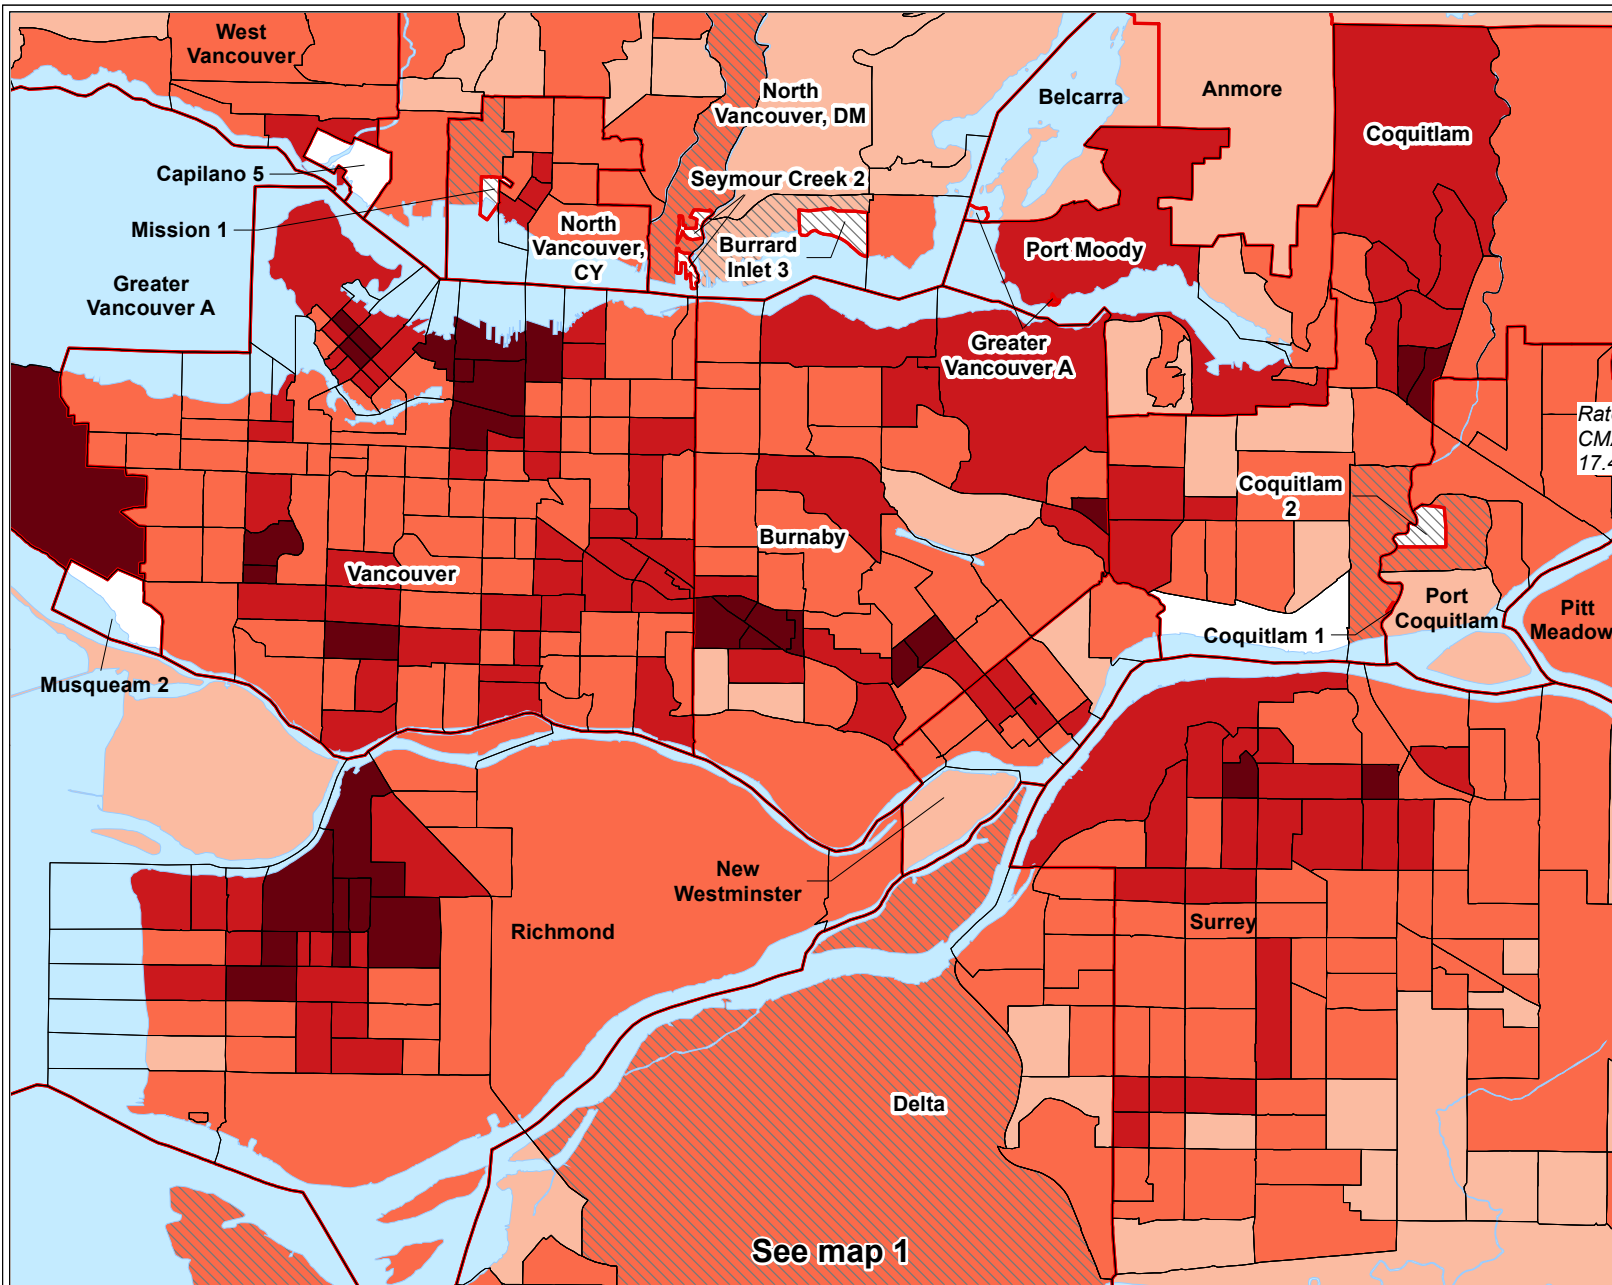 West
Vancouver
North
Vancouver, DM
Belcarra
Anmore
Coquitlam
Capilano 5
Seymour Creek 2
Mission 1
North
Vancouver,
CY
Burrard
Inlet 3
Port Moody
Greater
Vancouver A
Greater
Vancouver A
17.4
Coquitlam
2
Burnaby
Vancouver
Port
Coquitlam
Pitt
Coquitlam 1
Musqueam 2
New
Westminster
Richmond
Surrey
Delta
See map 1